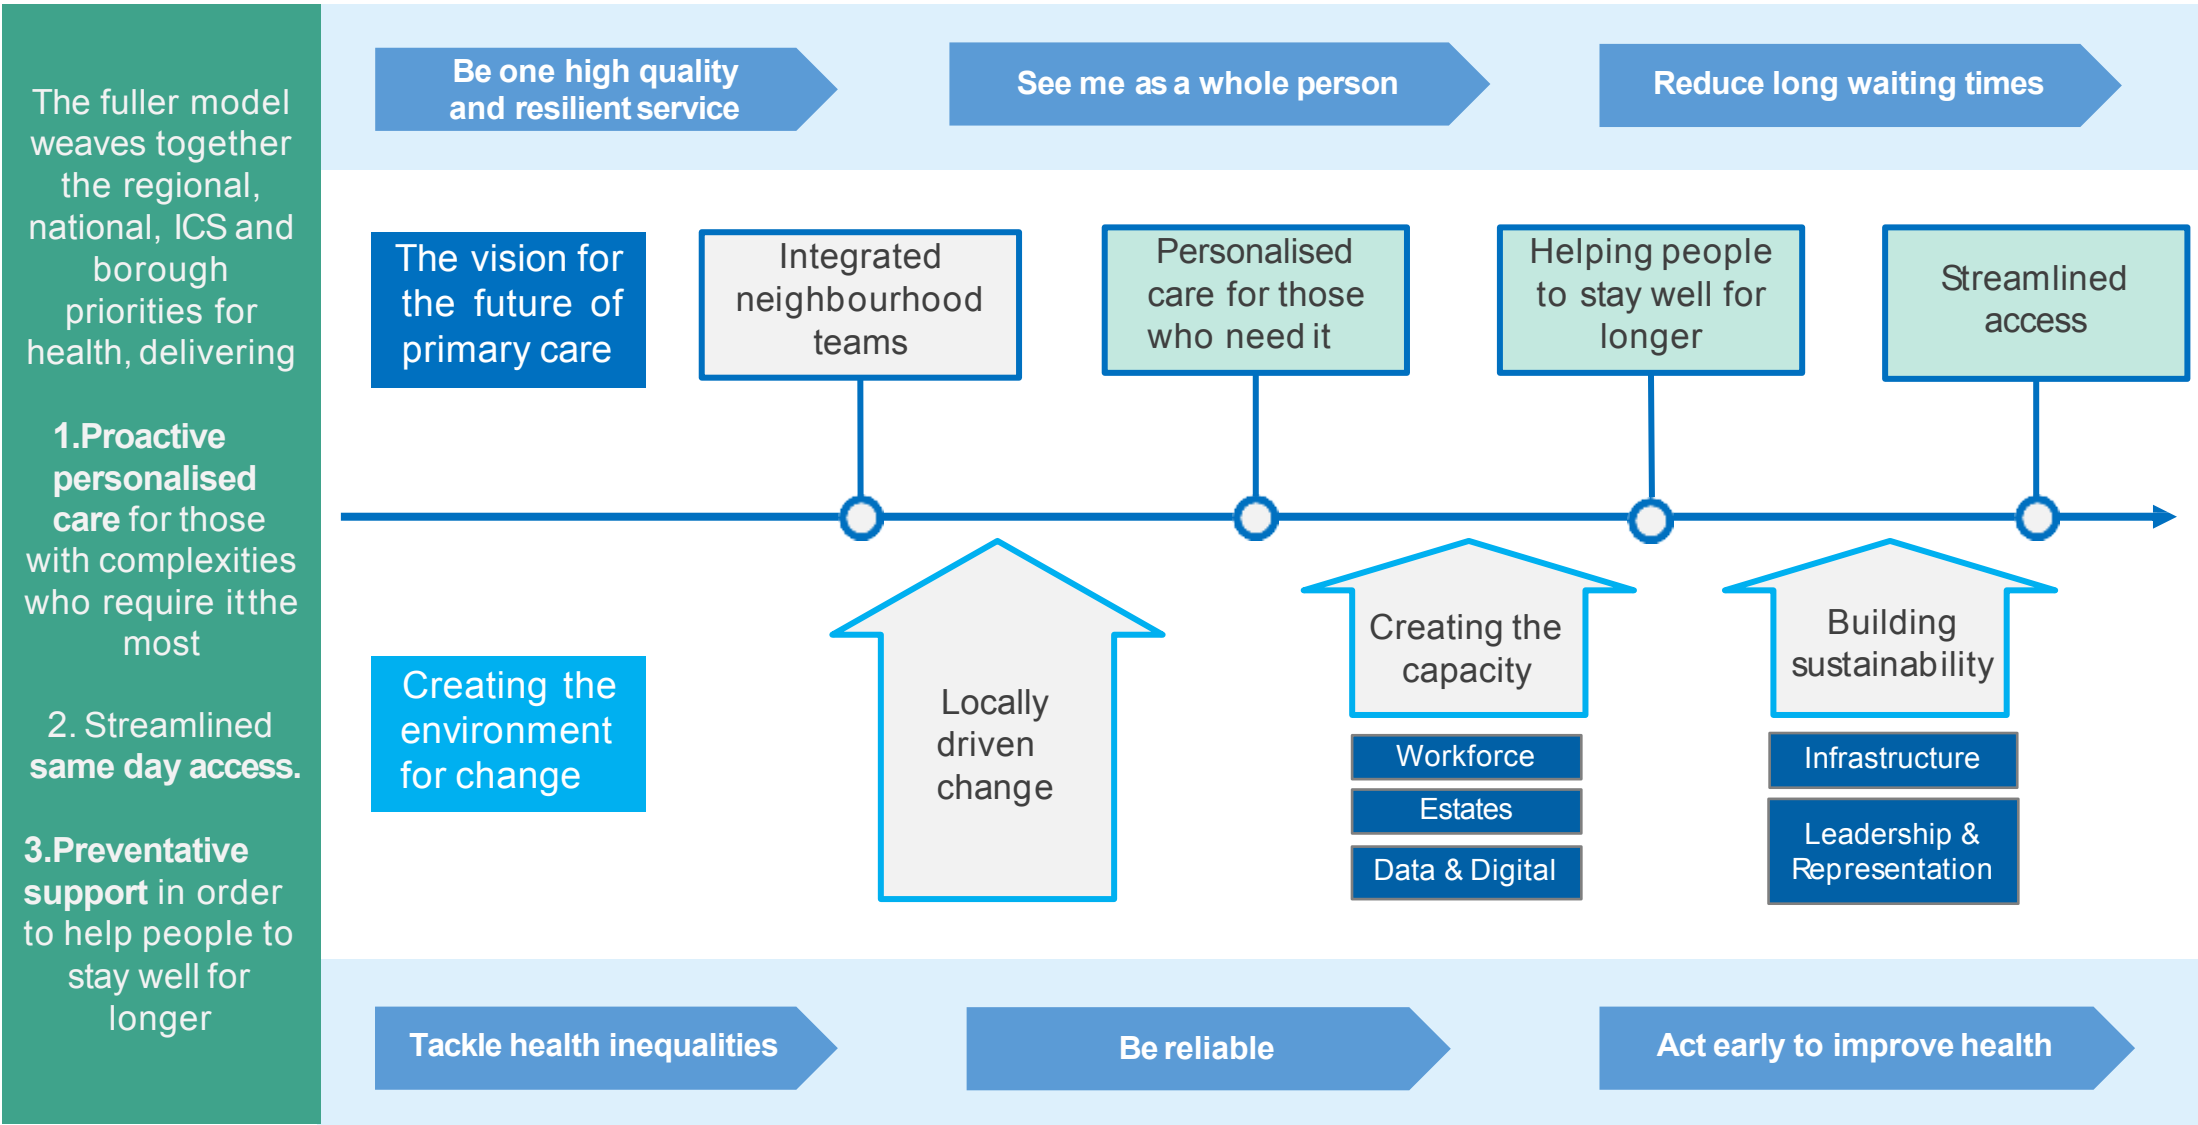 The fuller model
weaves together
the regional,
national, ICS and
borough
priorities for
health, delivering
1.Proactive
personalised
care for those
with complexities
who require it the
most
2. Streamlined
same day access.
3.Preventative
support in order
to help people to
stay well for
longer
Be one high quality
and resilient service
See me as a whole person
Reduce long waiting times
The vision for
the future of
primary care
Integrated
neighbourhood
teams
Personalised
care for those
who need it
Helping people
to stay well for
longer
Streamlined
access
Creating the
environment
for change
Locally
driven
change
Creating the
capacity
Workforce
Estates
Data & Digital
Building
sustainability
Infrastructure
Leadership &
Representation
Tackle health inequalities
Be reliable
Act early to improve health